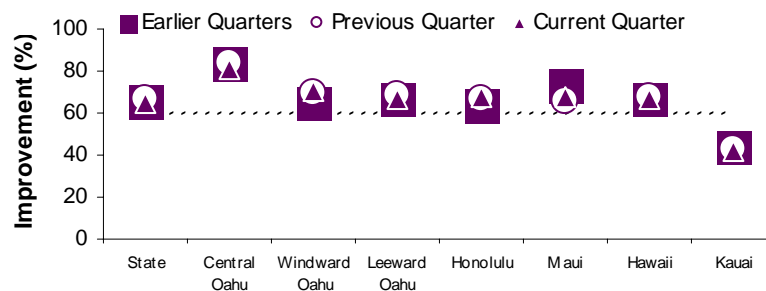 Earlier Quarters Previous Quarter Current Quarter
Improvement (%)
100
80
60
40
20
0
State Central Oahu Windward Oahu Leeward Oahu Honolulu Maui Hawaii Kauai